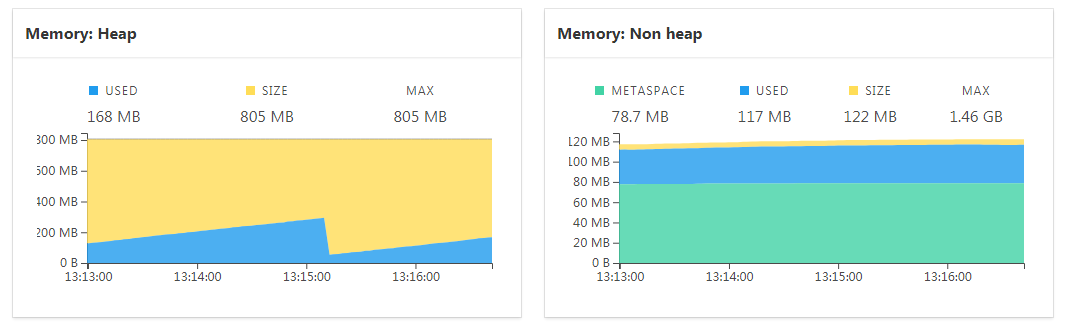 Memory: Heap
USED SIZE MAX
168 MB 805 MB 805 MB
800 MB
600 MB
400 MB
200 MB
0 B
13:13:00 13:14:00 13:15:00 13:16:00
Memory: Non heap
METASPACE USED SIZE MAX
78.7 MB 117 MB 122 MB 1.46 GB
120 MB
100 MB
80 MB
60 MB
40 MB
20 MB
0 B
13:13:00 13:14:00 13:15:00 13:16:00